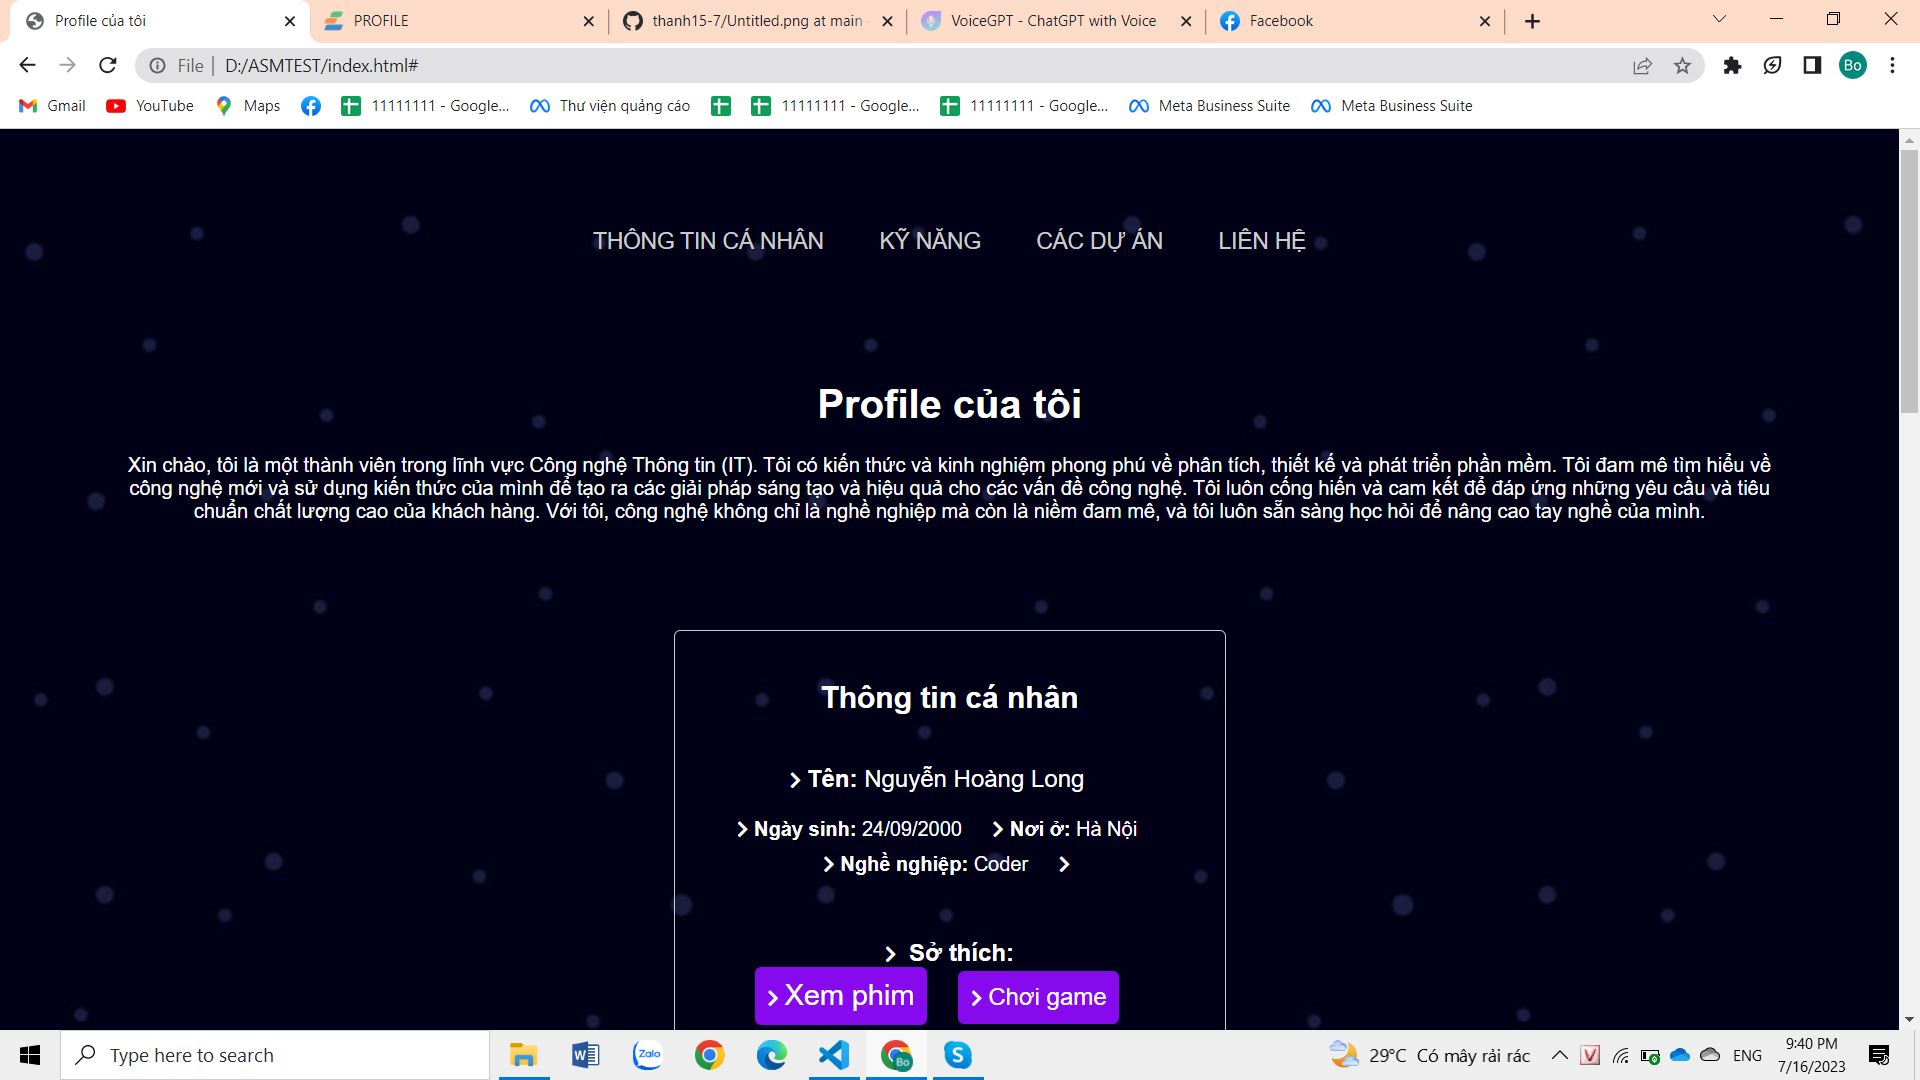 Profile của tôi
PROFILE
thanh15-7/Untitled.png at main
VoiceGPT - ChatGPT with Voice
Facebook
File | D:/ASMTEST/index.html#
Bo
Gmail
YouTube
Maps
11111111 - Google...
Thư viện quảng cáo
11111111 - Google...
11111111 - Google...
Meta Business Suite
Meta Business Suite
THÔNG TIN CÁ NHÂN
KỸ NĂNG
CÁC DỰ ÁN
LIÊN HỆ
Profile của tôi
Xin chào, tôi là một thành viên trong lĩnh vực Công nghệ Thông tin (IT). Tôi có kiến thức và kinh nghiệm phong phú về phân tích, thiết kế và phát triển phần mềm. Tôi đam mê tìm hiểu về
công nghệ mới và sử dụng kiến thức của mình để tạo ra các giải pháp sáng tạo và hiệu quả cho các vấn đề công nghệ. Tôi luôn cống hiến và cam kết để đáp ứng những yêu cầu và tiêu
chuẩn chất lượng cao của khách hàng. Với tôi, công nghệ không chỉ là nghề nghiệp mà còn là niềm đam mê, và tôi luôn sẵn sàng học hỏi để nâng cao tay nghề của mình.
Thông tin cá nhân
Tên: Nguyễn Hoàng Long
Ngày sinh: 24/09/2000
Nơi ở: Hà Nội
Nghề nghiệp: Coder
Sở thích:
Xem phim
Chơi game
Type here to search
Zalo
Bo
29°C Có mây rải rác
ENG
9:40 PM
7/16/2023